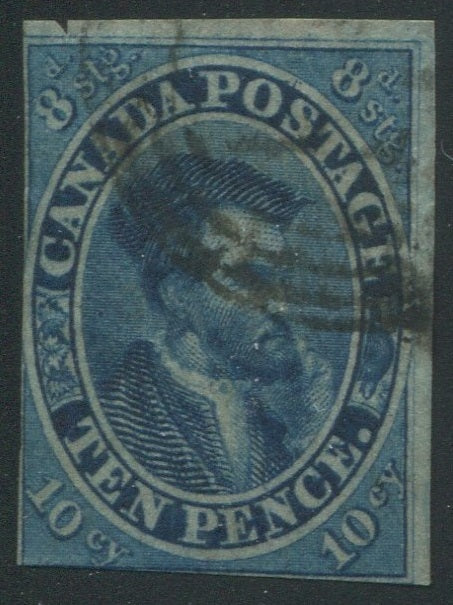 8 d. stg.
8 d. stg.
CANADA POSTAGE
TEN PENCE.
10 cy
10 cy